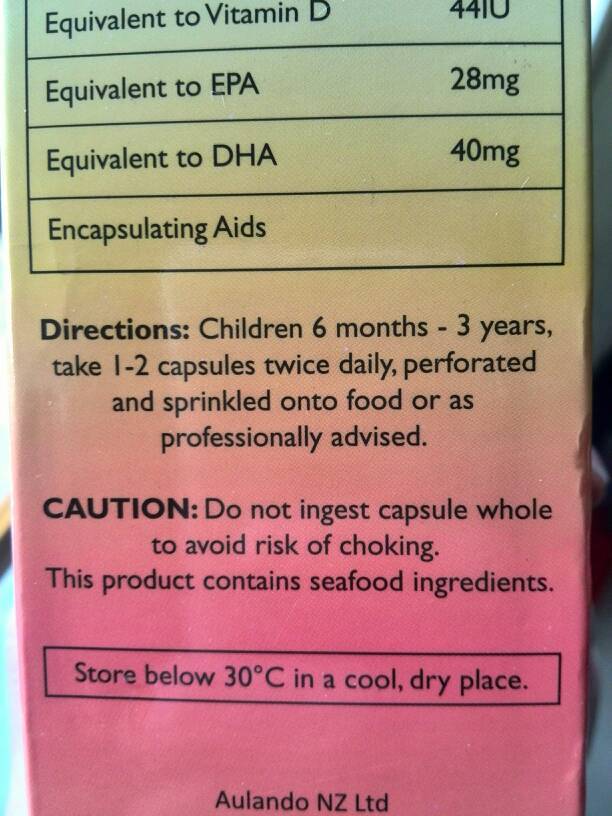 Equivalent to Vitamin D 44IU
Equivalent to EPA 28mg
Equivalent to DHA 40mg
Encapsulating Aids
Directions: Children 6 months - 3 years,
take 1-2 capsules twice daily, perforated
and sprinkled onto food or as
professionally advised.
CAUTION: Do not ingest capsule whole
to avoid risk of choking.
This product contains seafood ingredients.
Store below 30°C in a cool, dry place.
Aulando NZ Ltd